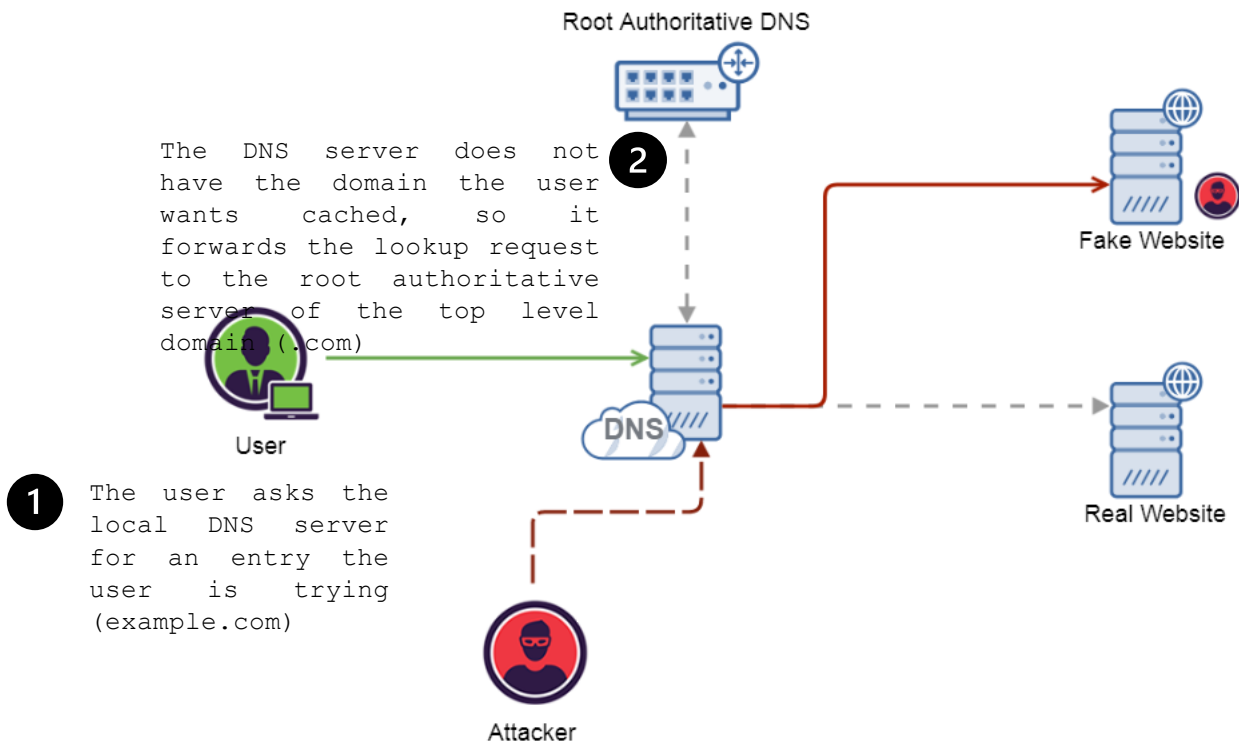 Root Authoritative DNS
2
The DNS server does not
have the domain the user
wants cached, so it
forwards the lookup request
to the root authoritative
server of the top level
domain (.com)
Fake Website
DNS
User
Real Website
1
The user asks the
local DNS server
for an entry the
user is trying
(example.com)
Attacker